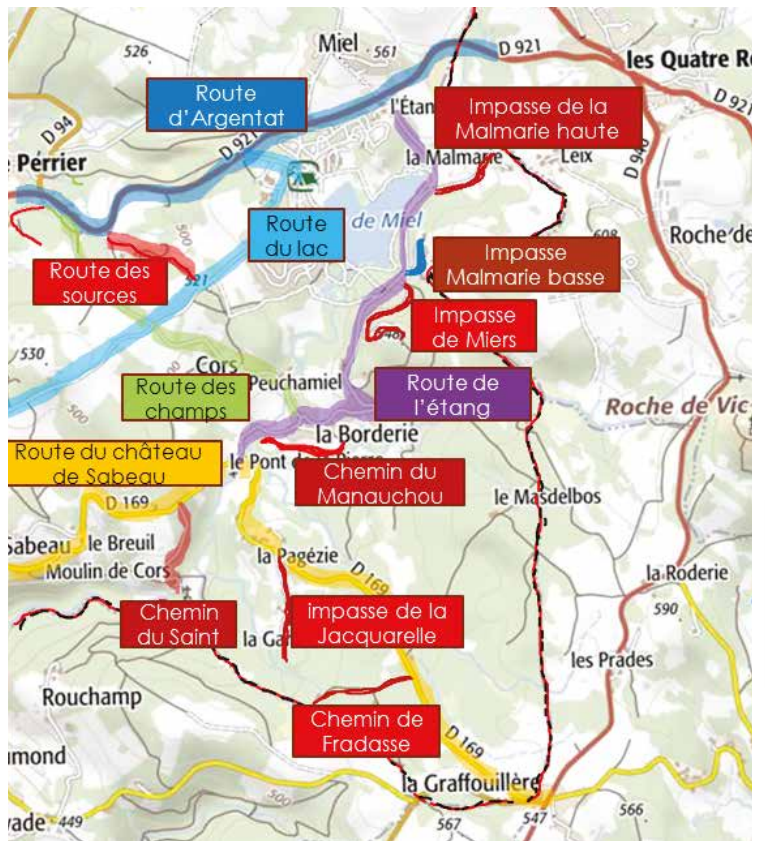 Miel
561
D 921
526
les Quatre
Route
d'Argentat
l'Étan
Impasse de la
Malmarie haute
D 921
D 94
D 921
D 940
Pérrier
la Malmarie
Leix
de Miel
Route
du lac
608
Roche de
500
Route des
sources
521
Impasse
Malmarie basse
Impasse
de Miers
530
Cors
Peuchamiel
Route des
champs
Route de
l'étang
Roche de Vic
500
la Borderie
Route du château
de Sabeau
le Pont
Chemin du
Manauchou
D 169
le Masdelbos
Sabeau
le Breuil
la Pagézie
Moulin de Cors
D 169
la Roderie
590
Chemin
du Saint
impasse de la
Jacquarelle
la Ga
les Prades
Rouchamp
Chemin de
Fradasse
D 169
mond
la Graffouillère
500
449
567
547
566